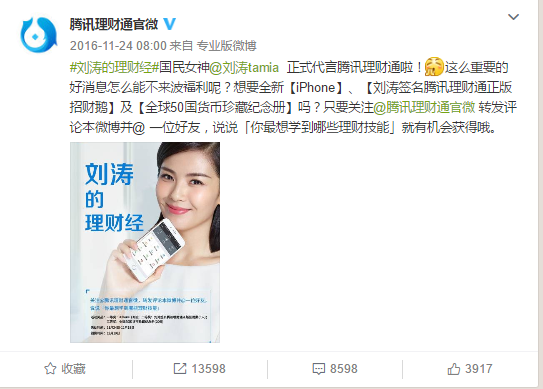 腾讯理财通官微
2016-11-24 08:00 来自 专业版微博
#刘涛的理财经#国民女神@刘涛tamia 正式代言腾讯理财通啦！这么重要的
好消息怎么能不来波福利呢？想要全新【iPhone】、【刘涛签名腾讯理财通正版
招财鹅】及【全球50国货币珍藏纪念册】吗？只要关注@腾讯理财通官微 转发评
论本微博并@ 一位好友，说说「你最想学到哪些理财技能」就有机会获得哦。
刘涛
的
理财经
收藏
13598
8598
3917